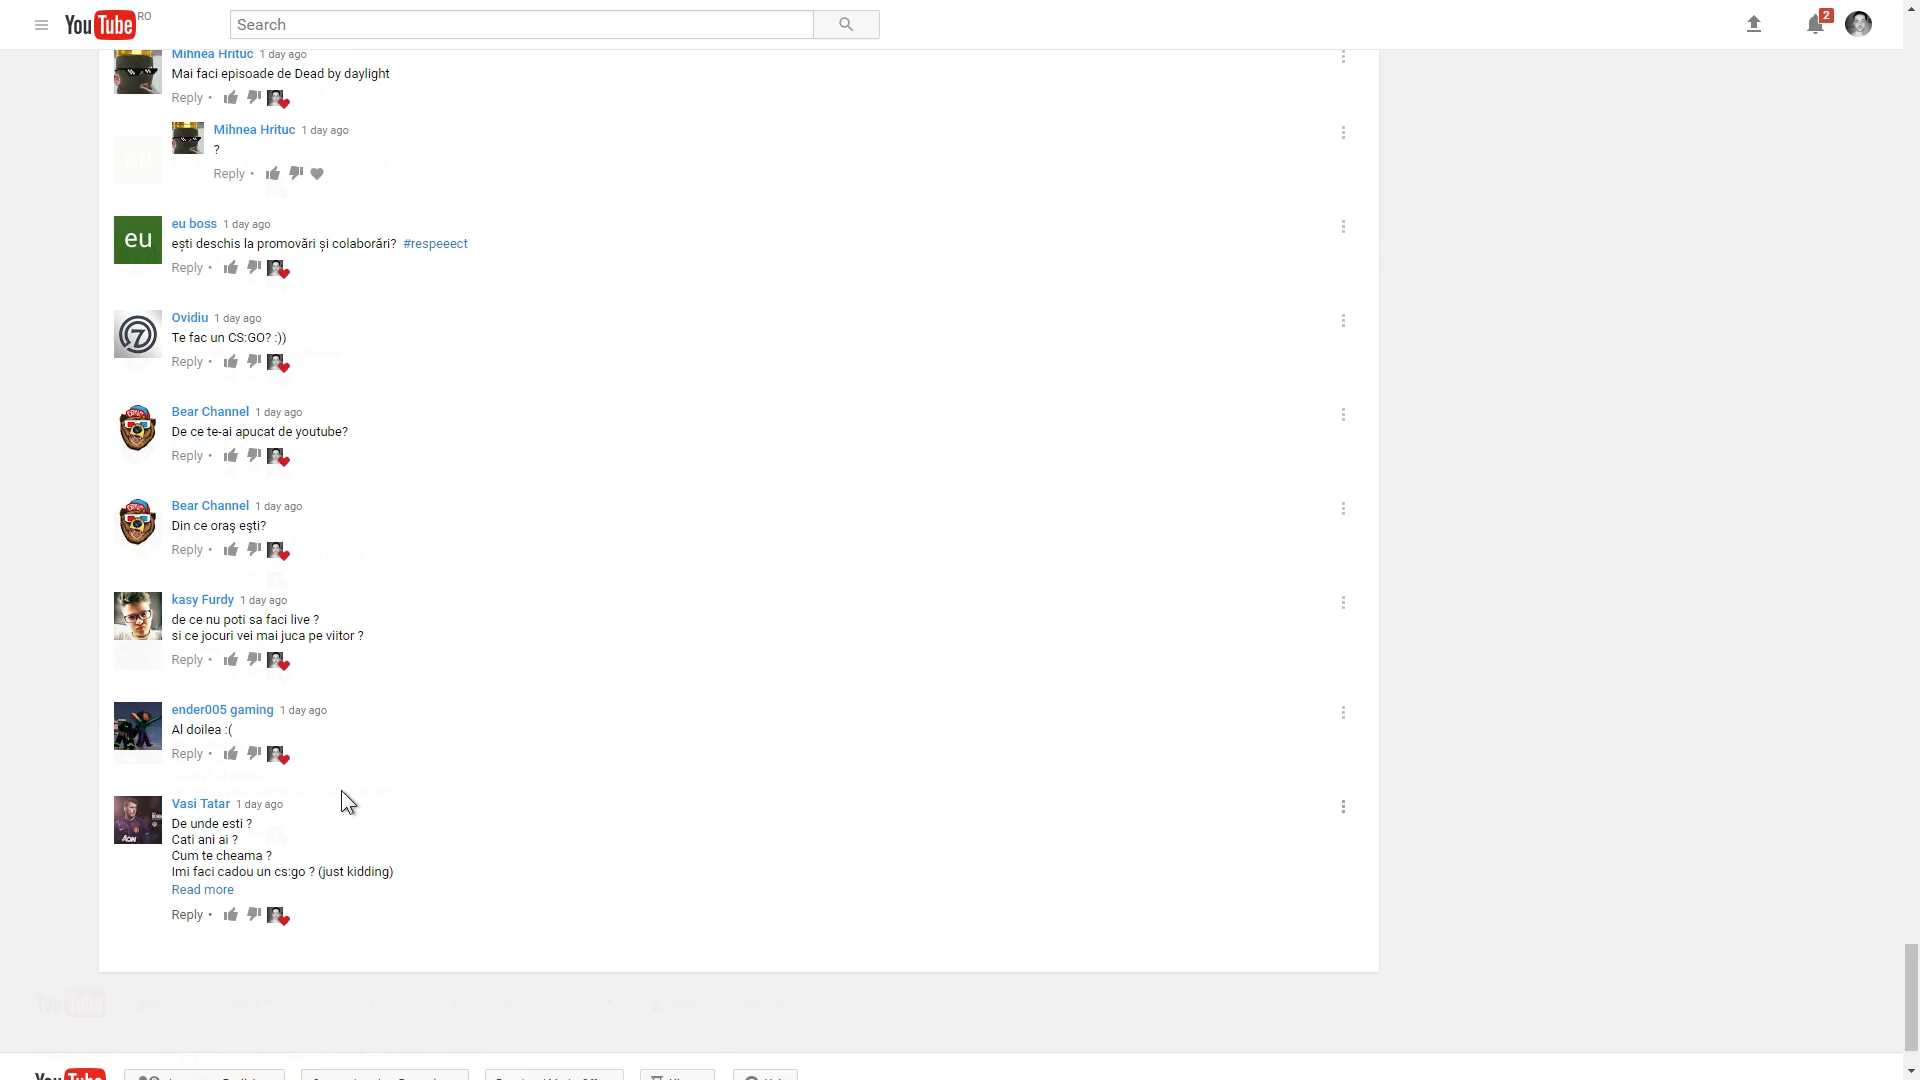 YouTube RO
Search
2
Mihnea Hrituc 1 day ago
Mai faci episoade de Dead by daylight
Reply •
Mihnea Hrituc 1 day ago
?
Reply •
eu
eu boss 1 day ago
ești deschis la promovări și colaborări? #respeeect
Reply •
Ovidiu 1 day ago
Te fac un CS:GO? :))
Reply •
Bear Channel 1 day ago
De ce te-ai apucat de youtube?
Reply •
Bear Channel 1 day ago
Din ce oraş eşti?
Reply •
kasy Furdy 1 day ago
de ce nu poti sa faci live ?
si ce jocuri vei mai juca pe viitor ?
Reply •
ender005 gaming 1 day ago
Al doilea :(
Reply •
Vasi Tatar 1 day ago
De unde esti ?
Cati ani ai ?
Cum te cheama ?
Imi faci cadou un cs:go ? (just kidding)
Read more
Reply •
AON
YouTube